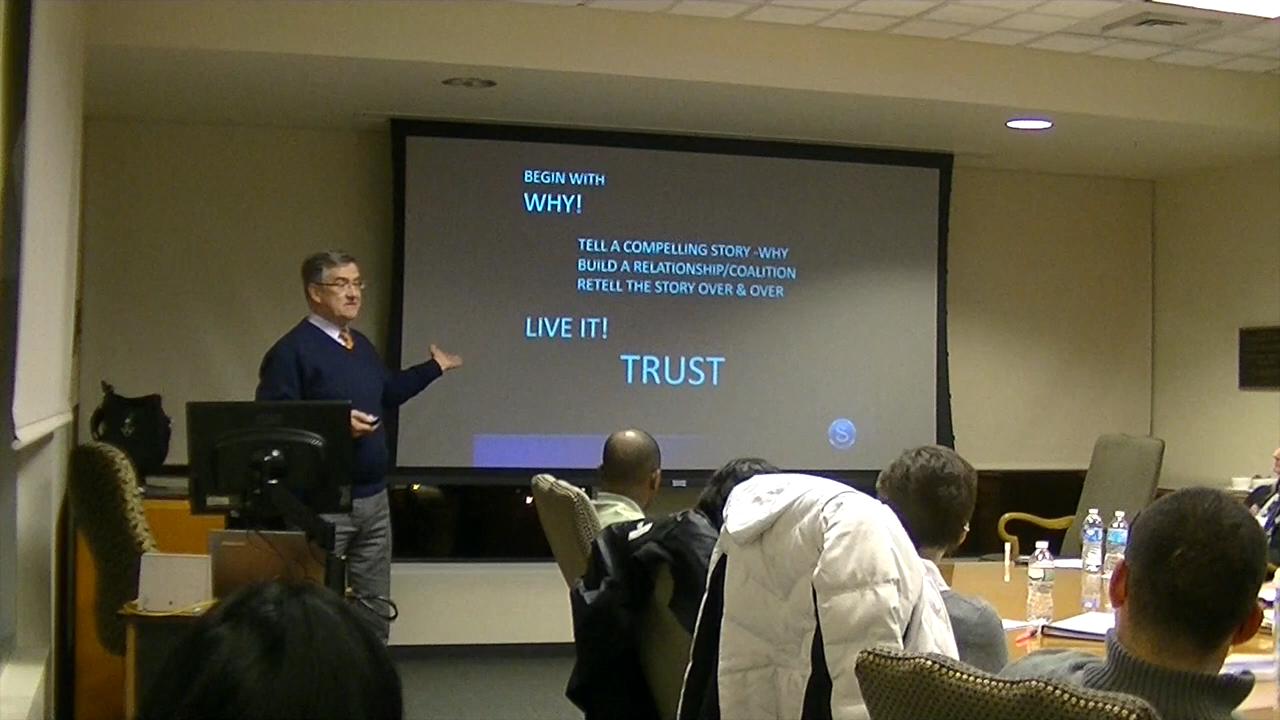 BEGIN WITH
WHY!
TELL A COMPELLING STORY -WHY
BUILD A RELATIONSHIP/COALITION
RETELL THE STORY OVER & OVER
LIVE IT!
TRUST
S